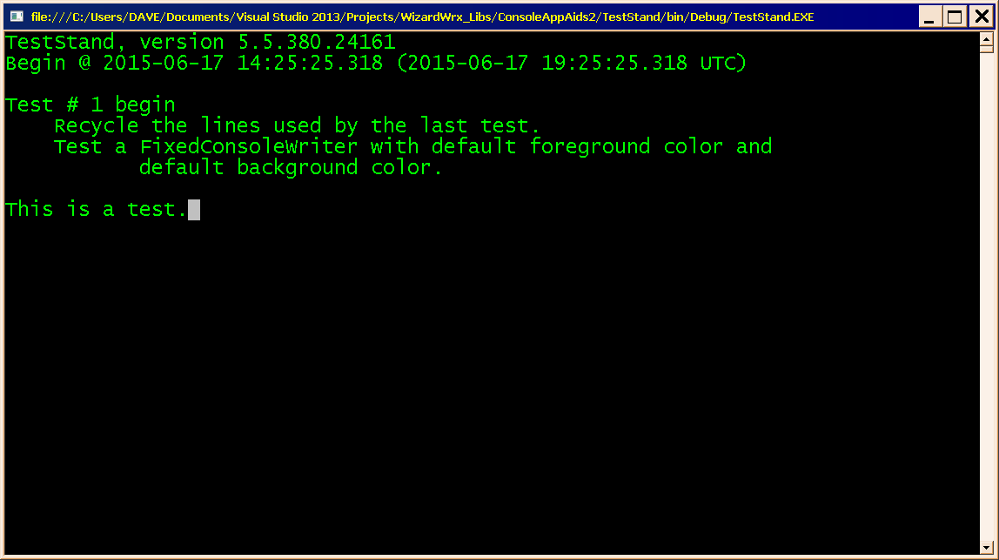 file:///C:/Users/DAVE/Documents/Visual Studio 2013/Projects/WizardWrx_Libs/ConsoleAppAids2/TestStand/bin/Debug/TestStand.EXE
TestStand, version 5.5.380.24161
Begin @ 2015-06-17 14:25:25.318 (2015-06-17 19:25:25.318 UTC)
Test # 1 begin
Recycle the lines used by the last test.
Test a FixedConsoleWriter with default foreground color and
default background color.
This is a test.